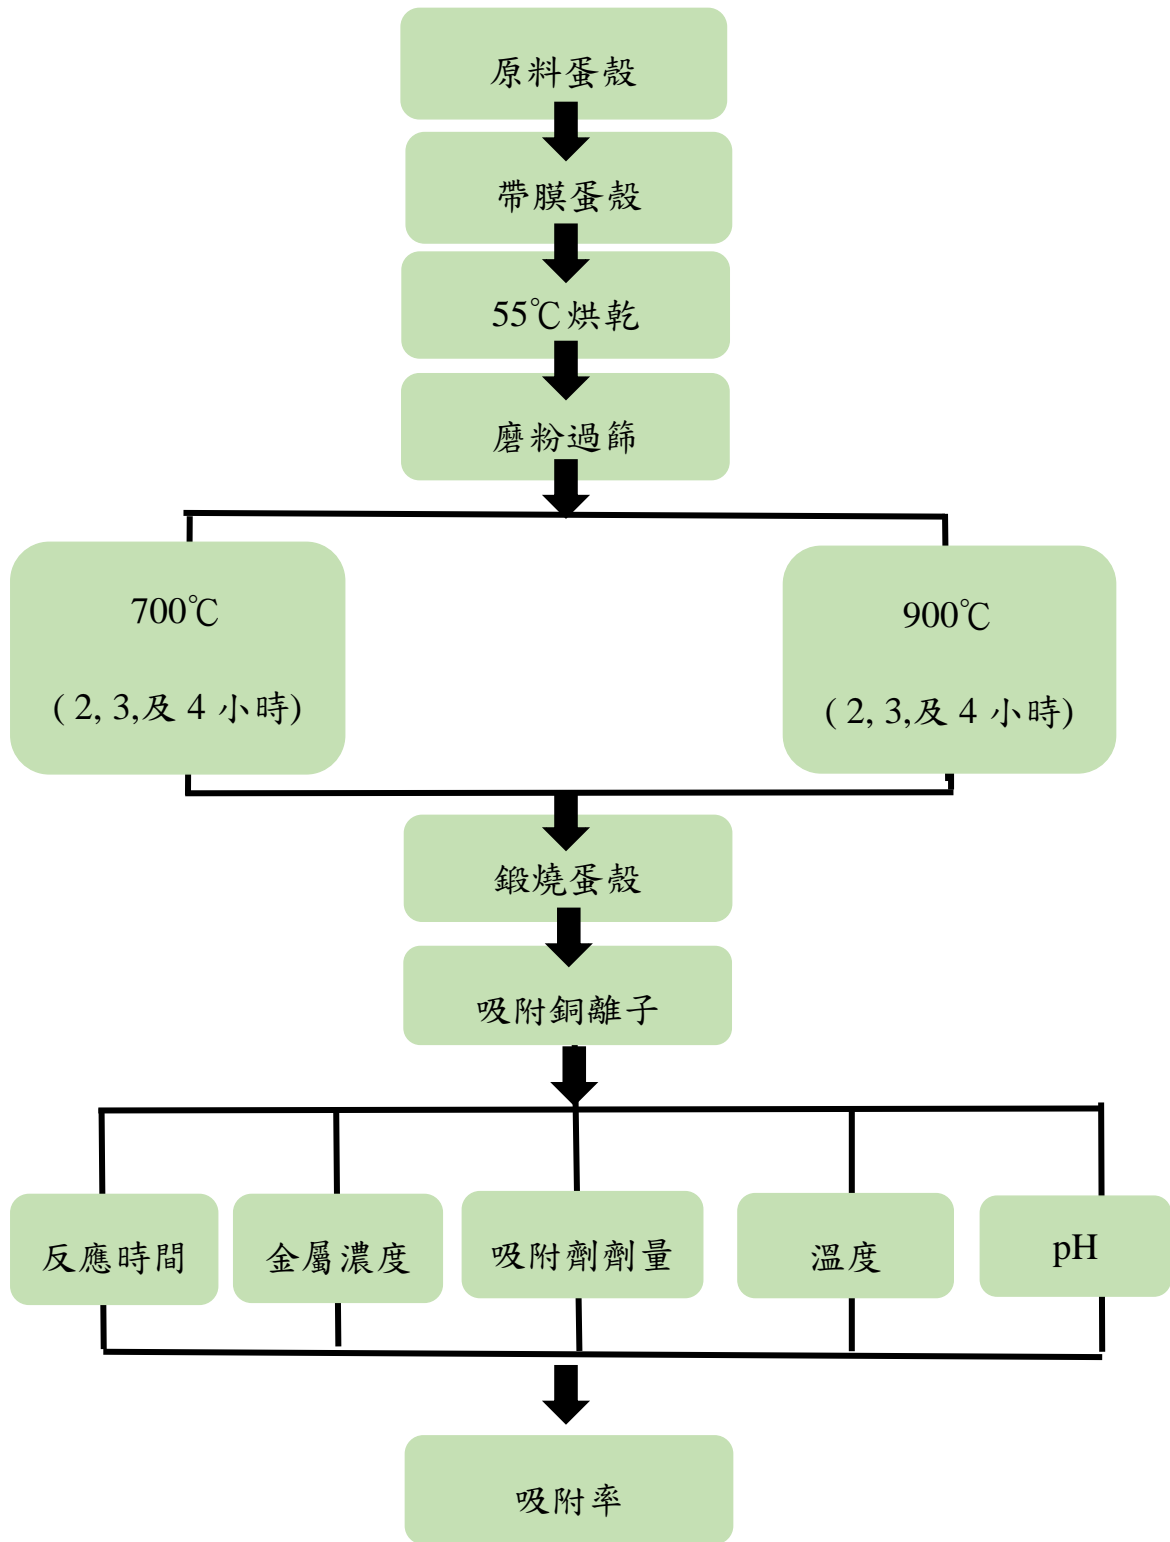 原料蛋殼
帶膜蛋殼
55℃烘乾
磨粉過篩
700℃
( 2, 3,及 4 小時)
900℃
( 2, 3,及 4 小時)
鍛燒蛋殼
吸附銅離子
反應時間
金屬濃度
吸附劑劑量
溫度
pH
吸附率